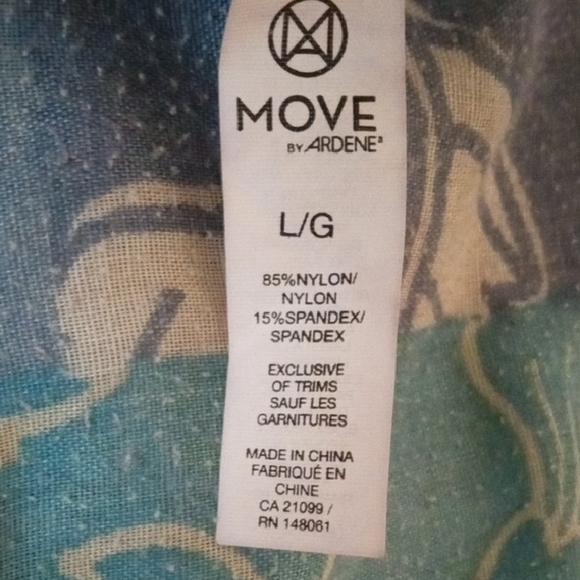 MOVE
BY ARDENE
L/G
85%NYLON/
NYLON
15%SPANDEX/
SPANDEX
EXCLUSIVE
OF TRIMS
SAUF LES
GARNITURES
MADE IN CHINA
FABRIQUÉ EN
CHINE
CA 21099 /
RN 148061